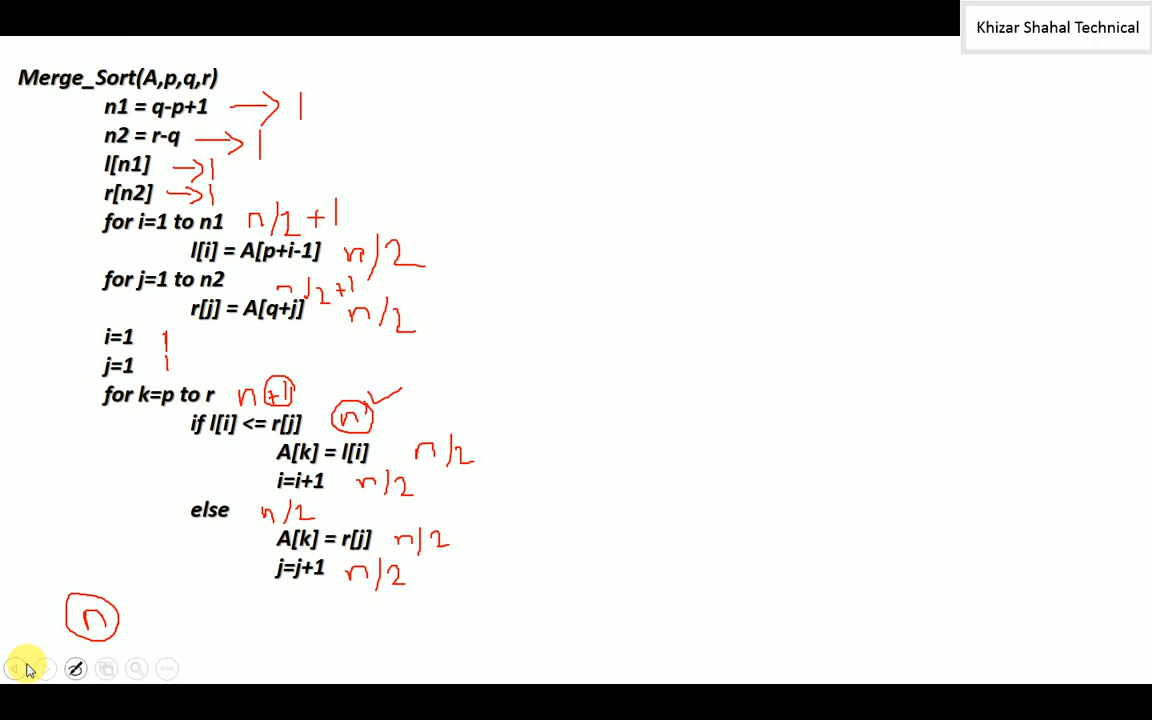 Khizar Shahal Technical
Merge_Sort(A,p,q,r)
n1 = q-p+1 → 1
n2 = r-q → 1
l[n1] → 1
r[n2] → 1
for i=1 to n1 n/2 +1
l[i] = A[p+i-1] n/2
for j=1 to n2 n/2 +1
r[j] = A[q+j] n/2
i=1 1
j=1 1
for k=p to r n +1
if l[i] <= r[j] n
A[k] = l[i] n/2
i=i+1 n/2
else n/2
A[k] = r[j] n/2
j=j+1 n/2
n